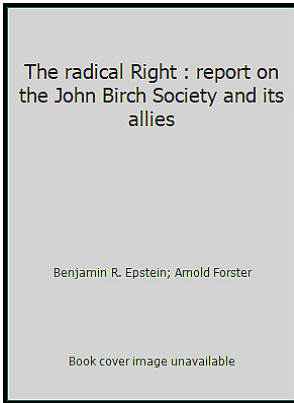 The radical Right : report on
the John Birch Society and its
allies
Benjamin R. Epstein; Arnold Forster
Book cover image unavailable